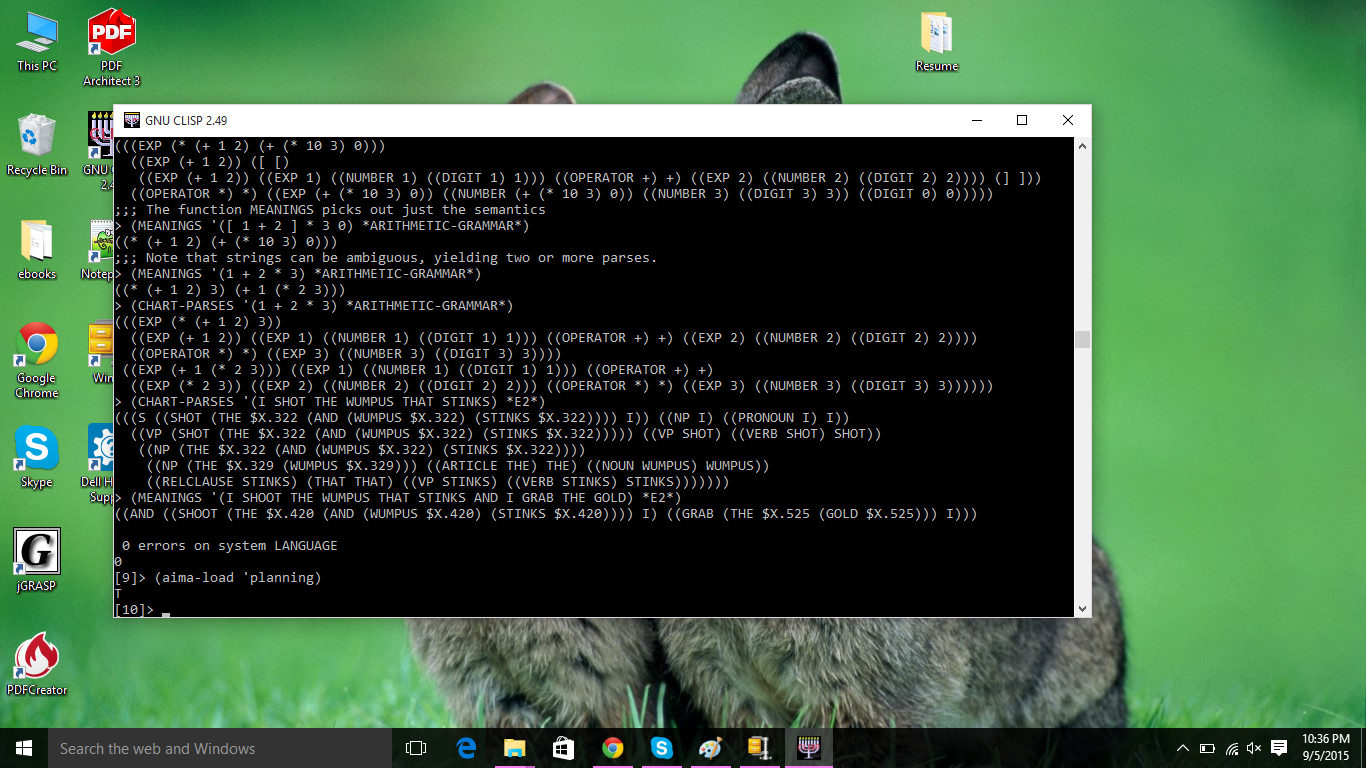 This PC
PDF
Architect 3
Resume
Recycle Bin
GNU C
2.4
ebooks
Notep
Google
Chrome
Win
Skype
Dell H
Supp
jGRASP
PDFCreator
GNU CLISP 2.49
(((EXP (* (+ 1 2) (+ (* 10 3) 0)))
((EXP (+ 1 2)) ([ [)
((EXP (+ 1 2)) ((EXP 1) ((NUMBER 1) ((DIGIT 1) 1))) ((OPERATOR +) +) ((EXP 2) ((NUMBER 2) ((DIGIT 2) 2)))) (] ]))
((OPERATOR *) *) ((EXP (+ (* 10 3) 0)) ((NUMBER (+ (* 10 3) 0)) ((NUMBER 3) ((DIGIT 3) 3)) ((DIGIT 0) 0)))))
;;; The function MEANINGS picks out just the semantics
> (MEANINGS '([ 1 + 2 ] * 3 0) *ARITHMETIC-GRAMMAR*)
((* (+ 1 2) (+ (* 10 3) 0)))
;;; Note that strings can be ambiguous, yielding two or more parses.
> (MEANINGS '(1 + 2 * 3) *ARITHMETIC-GRAMMAR*)
((* (+ 1 2) 3) (+ 1 (* 2 3)))
> (CHART-PARSES '(1 + 2 * 3) *ARITHMETIC-GRAMMAR*)
(((EXP (* (+ 1 2) 3))
((EXP (+ 1 2)) ((EXP 1) ((NUMBER 1) ((DIGIT 1) 1))) ((OPERATOR +) +) ((EXP 2) ((NUMBER 2) ((DIGIT 2) 2))))
((OPERATOR *) *) ((EXP 3) ((NUMBER 3) ((DIGIT 3) 3))))
((EXP (+ 1 (* 2 3))) ((EXP 1) ((NUMBER 1) ((DIGIT 1) 1))) ((OPERATOR +) +)
((EXP (* 2 3)) ((EXP 2) ((NUMBER 2) ((DIGIT 2) 2))) ((OPERATOR *) *) ((EXP 3) ((NUMBER 3) ((DIGIT 3) 3))))))
> (CHART-PARSES '(I SHOT THE WUMPUS THAT STINKS) *E2*)
(((S ((SHOT (THE $X.322 (AND (WUMPUS $X.322) (STINKS $X.322)))) I)) ((NP I) ((PRONOUN I) I))
((VP (SHOT (THE $X.322 (AND (WUMPUS $X.322) (STINKS $X.322))))) ((VP SHOT) ((VERB SHOT) SHOT))
((NP (THE $X.322 (AND (WUMPUS $X.322) (STINKS $X.322))))
((NP (THE $X.329 (WUMPUS $X.329))) ((ARTICLE THE) THE) ((NOUN WUMPUS) WUMPUS))
((RELCLAUSE STINKS) (THAT THAT) ((VP STINKS) ((VERB STINKS) STINKS)))))))
> (MEANINGS '(I SHOOT THE WUMPUS THAT STINKS AND I GRAB THE GOLD) *E2*)
((AND ((SHOOT (THE $X.420 (AND (WUMPUS $X.420) (STINKS $X.420)))) I) ((GRAB (THE $X.525 (GOLD $X.525))) I)))
0 errors on system LANGUAGE
0
[9]> (aima-load 'planning)
T
[10]> _
Search the web and Windows
10:36 PM
9/5/2015